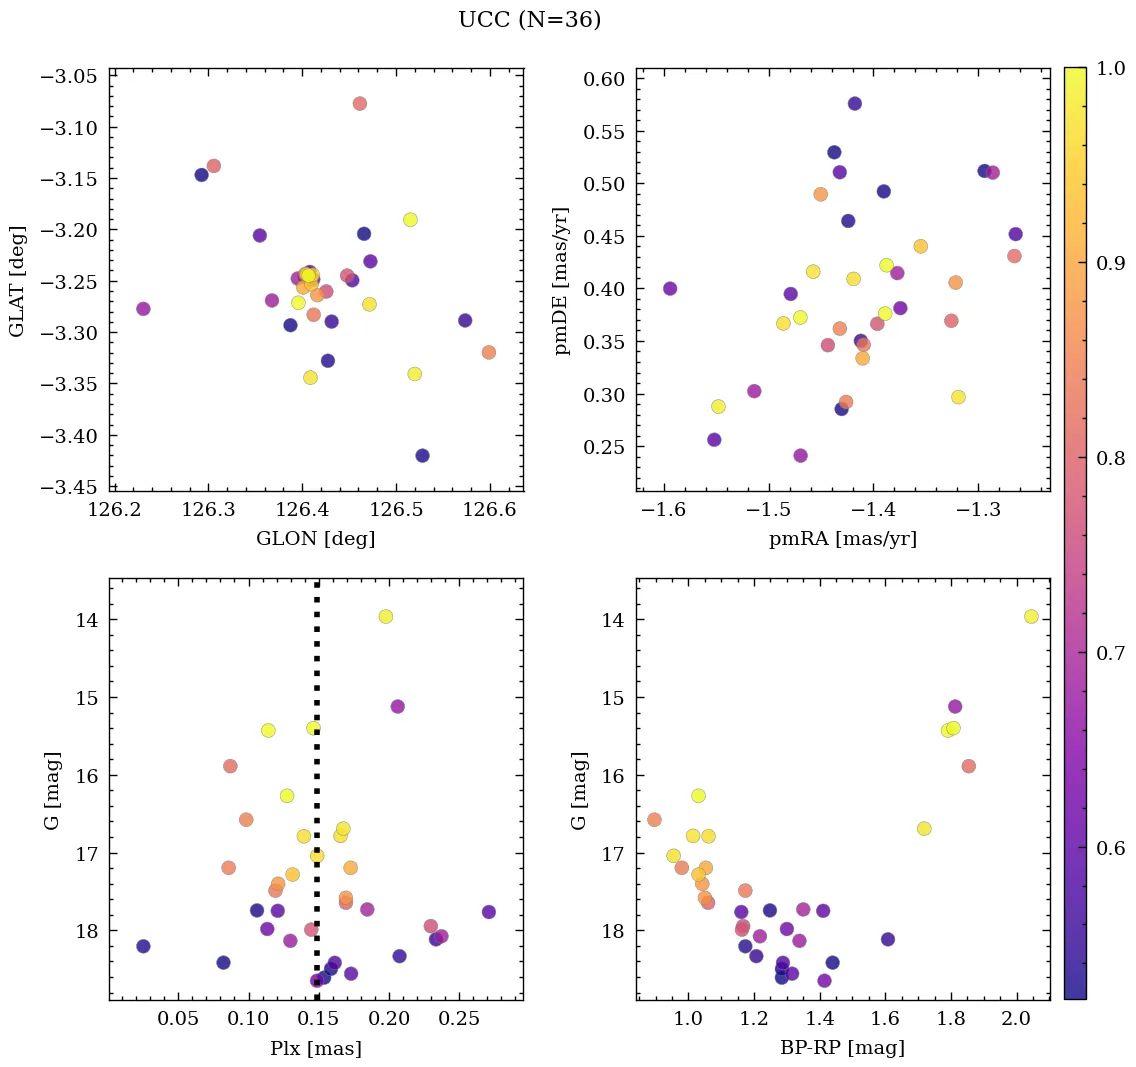 UCC (N=36)
−3.05
−3.10
−3.15
−3.20
−3.25
−3.30
−3.35
−3.40
−3.45
GLAT [deg]
126.2 126.3 126.4 126.5 126.6
GLON [deg]
0.60
0.55
0.50
0.45
0.40
0.35
0.30
0.25
pmDE [mas/yr]
−1.6 −1.5 −1.4 −1.3
pmRA [mas/yr]
14
15
16
17
18
G [mag]
0.05 0.10 0.15 0.20 0.25
Plx [mas]
14
15
16
17
18
G [mag]
1.0 1.2 1.4 1.6 1.8 2.0
BP-RP [mag]
1.0
0.9
0.8
0.7
0.6